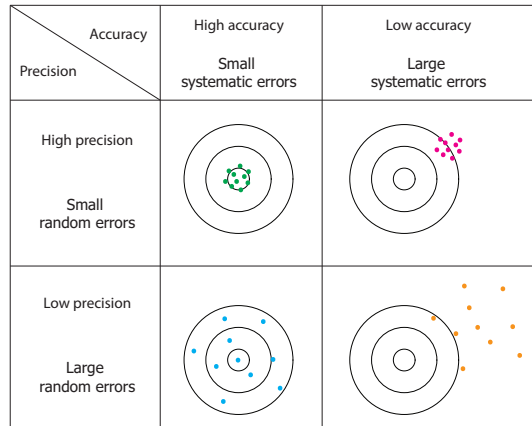 Accuracy
Precision
High accuracy
Small
systematic errors
Low accuracy
Large
systematic errors
High precision
Small
random errors
Low precision
Large
random errors